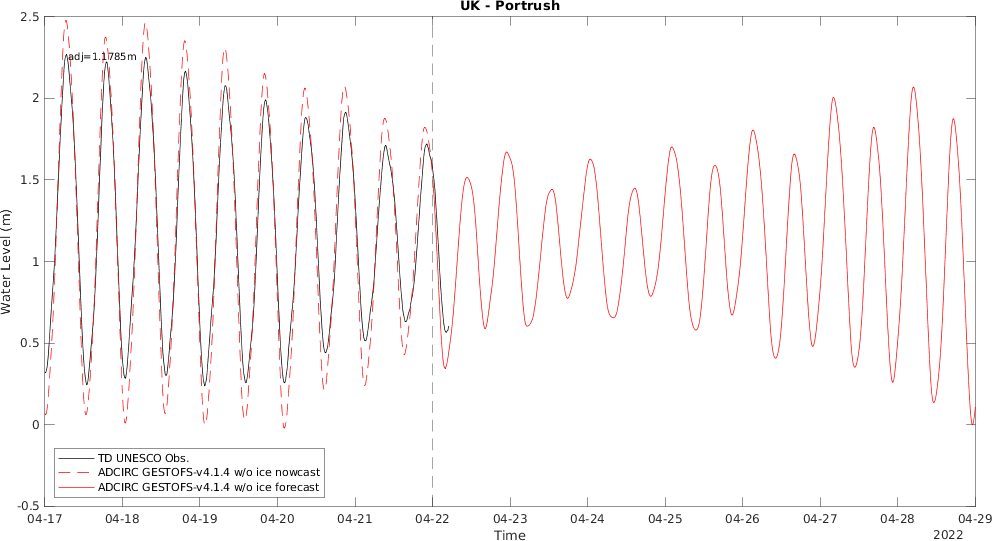 UK - Portrush
2.5
adj=1.1785m
2
1.5
1
0.5
0
-0.5
Water Level (m)
TD UNESCO Obs.
ADCIRC GESTOFS-v4.1.4 w/o ice nowcast
ADCIRC GESTOFS-v4.1.4 w/o ice forecast
04-17 04-18 04-19 04-20 04-21 04-22 04-23 04-24 04-25 04-26 04-27 04-28 04-29
Time
2022